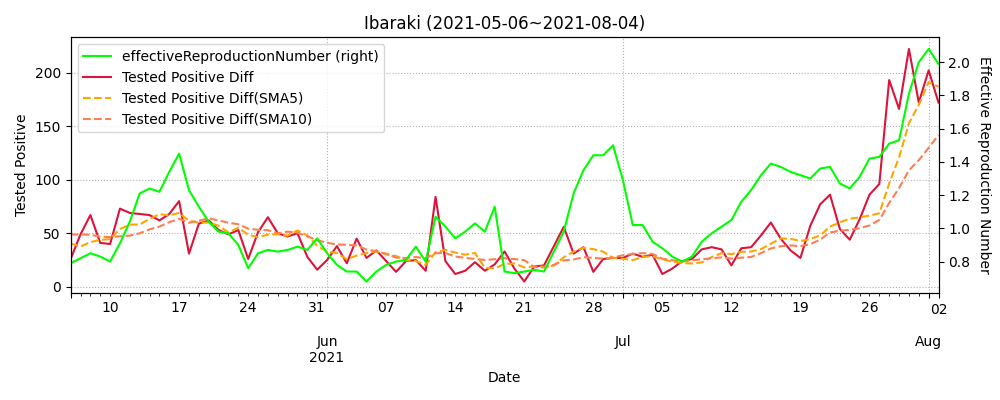 Ibaraki (2021-05-06~2021-08-04)
effectiveReproductionNumber (right)
Tested Positive Diff
Tested Positive Diff(SMA5)
Tested Positive Diff(SMA10)
Tested Positive
200
150
100
50
0
2.0
1.8
1.6
1.4
1.2
1.0
0.8
Effective Reproduction Number
10 17 24 31 07 14 21 28 05 12 19 26 02
Jun Jul Aug
2021
Date